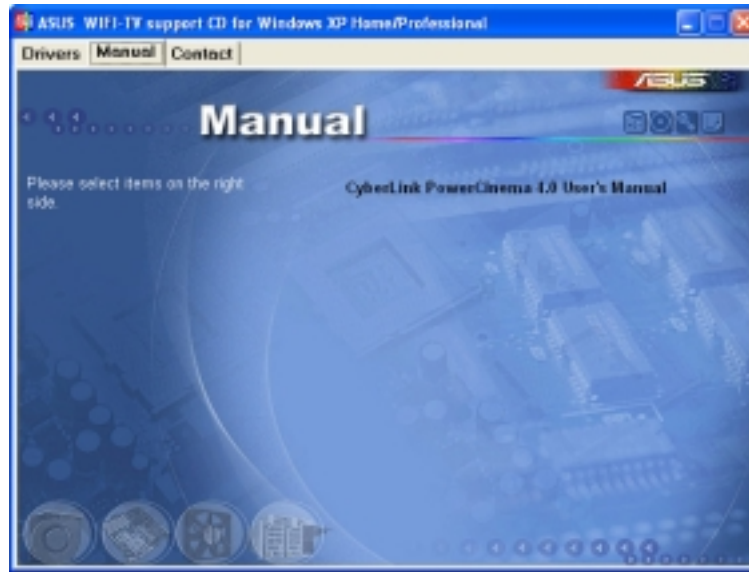 ASUS WIFI-TV support CD for Windows XP Home/Professional
Drivers Manual Contact
ASUS
Manual
Please select items on the right
side.
CyberLink PowerCinema 4.0 User's Manual